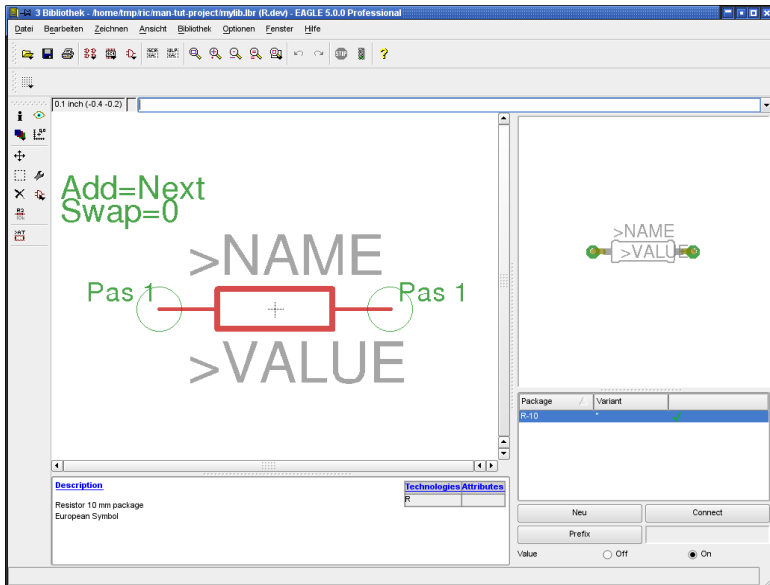 3 Bibliothek - /home/tmp/ric/man-tut-project/mylib.lbr (R.dev) - EAGLE 5.0.0 Professional
Datei Bearbeiten Zeichnen Ansicht Bibliothek Optionen Fenster Hilfe
0.1 inch (-0.4 -0.2)
Add=Next
Swap=0
>NAME
Pas 1 Pas 1
>VALUE
>NAME
>VALUE
Package Variant
R-10 *
Description
Resistor 10 mm package
European Symbol
Technologies Attributes
R
Neu Connect
Prefix
Value Off On